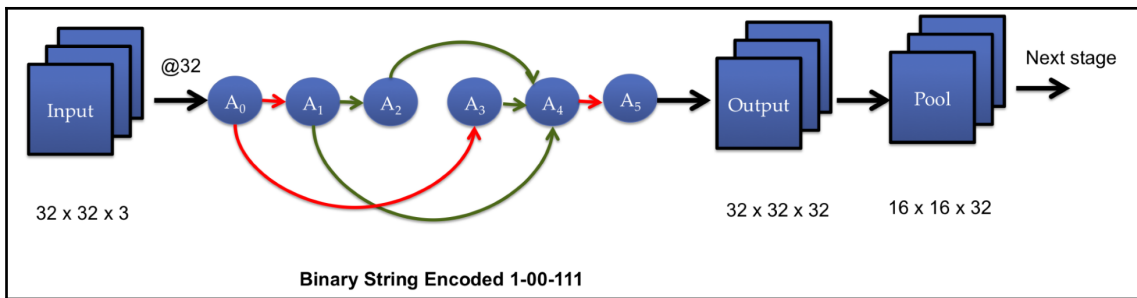 Input
@32
A0
A1
A2
A3
A4
A5
Output
Pool
Next stage
32 x 32 x 3
32 x 32 x 32
16 x 16 x 32
Binary String Encoded 1-00-111